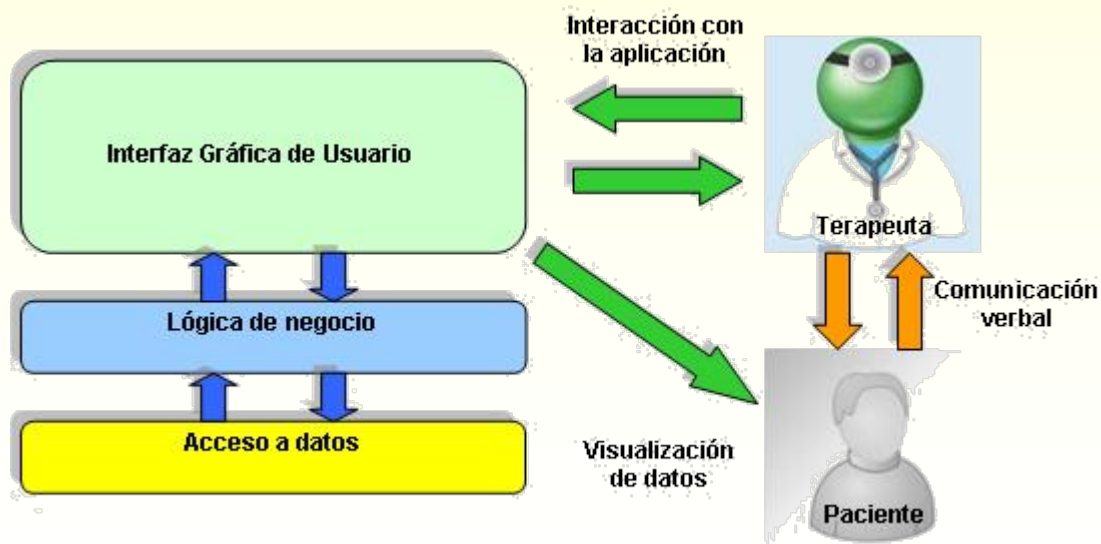 Interacción con
la aplicación
Interfaz Gráfica de Usuario
Terapeuta
Comunicación
verbal
Lógica de negocio
Acceso a datos
Visualización
de datos
Paciente